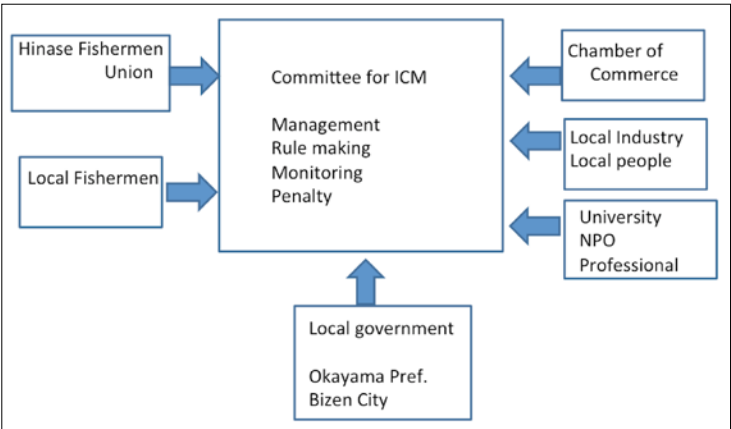 Hinase Fishermen
Union
Local Fishermen
Committee for ICM
Management
Rule making
Monitoring
Penalty
Chamber of
Commerce
Local Industry
Local people
University
NPO
Professional
Local government
Okayama Pref.
Bizen City